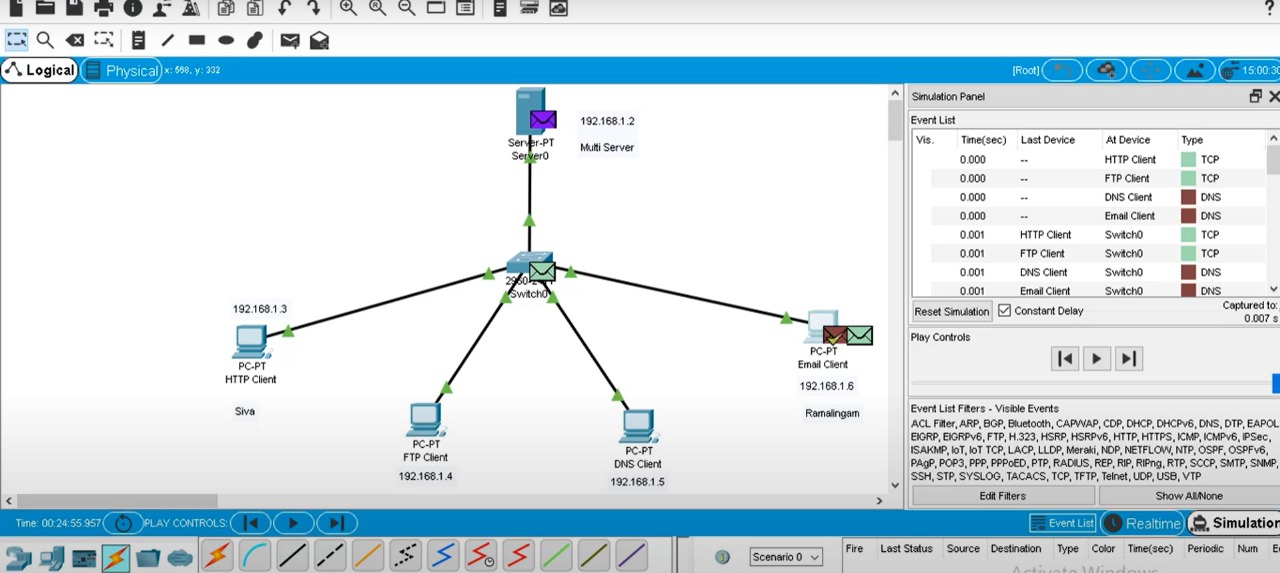 ?
Logical
Physical
x: 568, y: 332
[Root]
15:00:30
192.168.1.2
Server-PT
Server0
Multi Server
Switch0
192.168.1.3
PC-PT
HTTP Client
Siva
PC-PT
FTP Client
192.168.1.4
PC-PT
DNS Client
192.168.1.5
PC-PT
Email Client
192.168.1.6
Ramalingam
Simulation Panel
Event List
Vis. Time(sec) Last Device At Device Type
0.000 -- HTTP Client TCP
0.000 -- FTP Client TCP
0.000 -- DNS Client DNS
0.000 -- Email Client DNS
0.001 HTTP Client Switch0 TCP
0.001 FTP Client Switch0 TCP
0.001 DNS Client Switch0 DNS
0.001 Email Client Switch0 DNS
Reset Simulation
Constant Delay
Captured to:
0.007 s
Play Controls
Event List Filters - Visible Events
ACL Filter, ARP, BGP, Bluetooth, CAPWAP, CDP, DHCP, DHCPv6, DNS, DTP, EAPOL
EIGRP, EIGRPv6, FTP, H.323, HSRP, HSRPv6, HTTP, HTTPS, ICMP, ICMPv6, IPSec,
ISAKMP, IoT, IoT TCP, LACP, LLDP, Meraki, NDP, NETFLOW, NTP, OSPF, OSPFv6,
PAgP, POP3, PPP, PPPoED, PTP, RADIUS, REP, RIP, RIPng, RTP, SCCP, SMTP, SNMP,
SSH, STP, SYSLOG, TACACS, TCP, TFTP, Telnet, UDP, USB, VTP
Edit Filters
Show All/None
Time: 00:24:55.957
PLAY CONTROLS:
Event List
Realtime
Simulation
Scenario 0
Fire Last Status Source Destination Type Color Time(sec) Periodic Num
Activate Windows